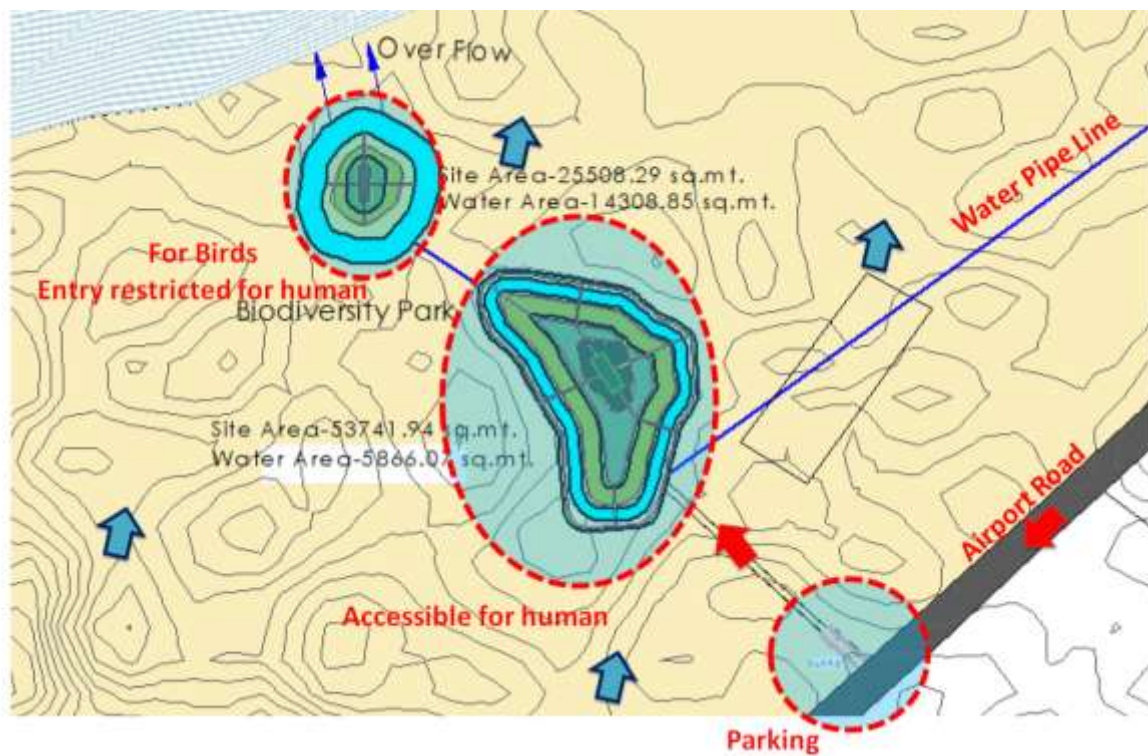 Over Flow
Site Area-25508.29 sq.mt.
Water Area-14308.85 sq.mt.
Water Pipe Line
For Birds
Entry restricted for human
Biodiversity Park
Site Area-53741.94 sq.mt.
Water Area-5866.07 sq.mt.
Airport Road
Accessible for human
Parking